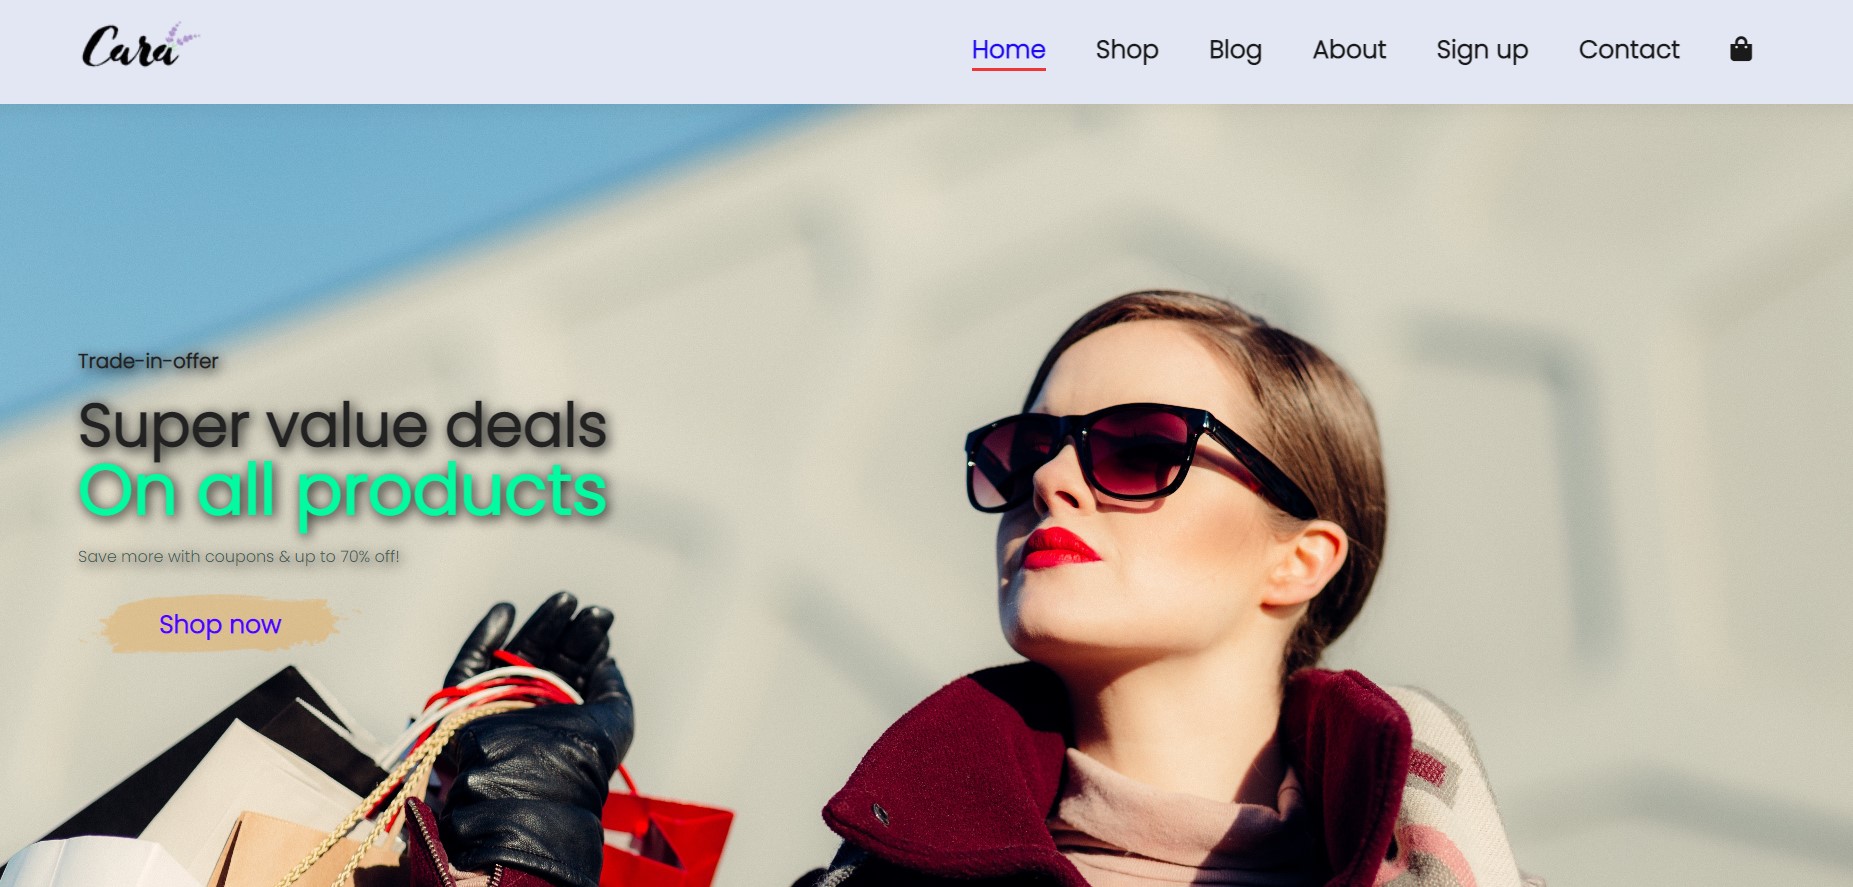 Cara
Home
Shop
Blog
About
Sign up
Contact
Trade-in-offer
Super value deals
On all products
Save more with coupons & up to 70% off!
Shop now